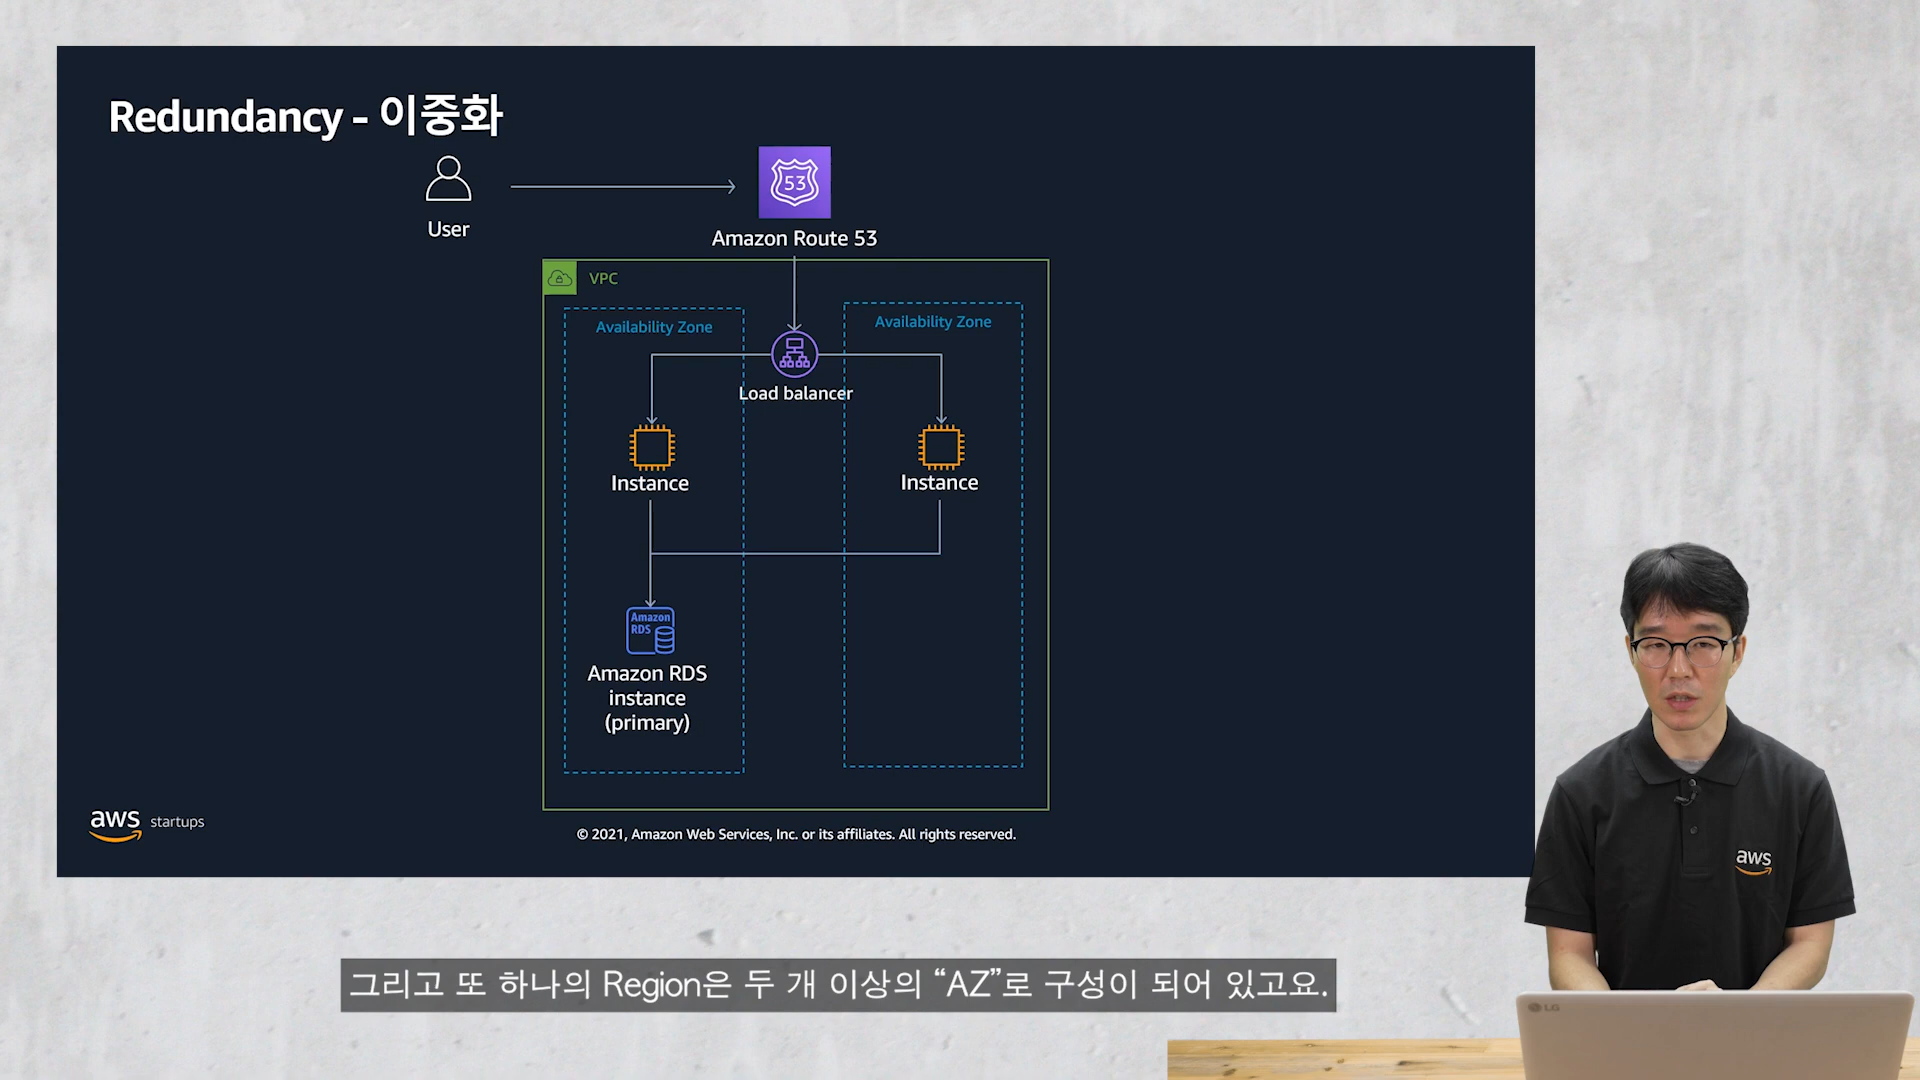 Redundancy - 이중화
User
53
Amazon Route 53
VPC
Availability Zone
Availability Zone
Load balancer
Instance
Instance
Amazon
RDS
Amazon RDS
instance
(primary)
aws startups
© 2021, Amazon Web Services, Inc. or its affiliates. All rights reserved.
aws
LG
그리고 또 하나의 Region은 두 개 이상의 “AZ”로 구성이 되어 있고요.